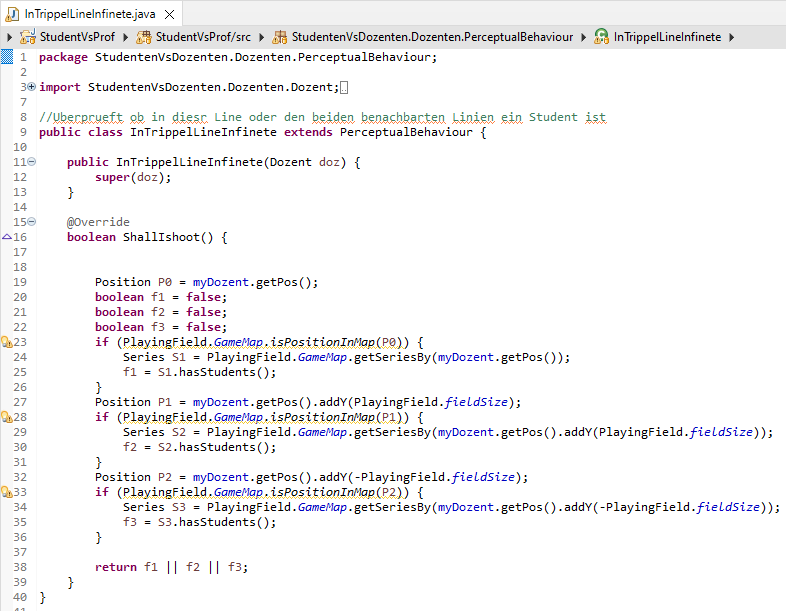 InTrippelLineInfinete.java
StudentVsProf StudentVsProf/src StudentenVsDozenten.Dozenten.PerceptualBehaviour InTrippelLineInfinete
1 package StudentenVsDozenten.Dozenten.PerceptualBehaviour;
2
3 import StudentenVsDozenten.Dozenten.Dozent;
7
8 //Uberprueft ob in diesr Line oder den beiden benachbarten Linien ein Student ist
9 public class InTrippelLineInfinete extends PerceptualBehaviour {
10
11 public InTrippelLineInfinete(Dozent doz) {
12 super(doz);
13 }
14
15 @Override
16 boolean ShallIshoot() {
17
18
19 Position P0 = myDozent.getPos();
20 boolean f1 = false;
21 boolean f2 = false;
22 boolean f3 = false;
23 if (PlayingField.GameMap.isPositionInMap(P0)) {
24 Series S1 = PlayingField.GameMap.getSeriesBy(myDozent.getPos());
25 f1 = S1.hasStudents();
26 }
27 Position P1 = myDozent.getPos().addY(PlayingField.fieldSize);
28 if (PlayingField.GameMap.isPositionInMap(P1)) {
29 Series S2 = PlayingField.GameMap.getSeriesBy(myDozent.getPos().addY(PlayingField.fieldSize));
30 f2 = S2.hasStudents();
31 }
32 Position P2 = myDozent.getPos().addY(-PlayingField.fieldSize);
33 if (PlayingField.GameMap.isPositionInMap(P2)) {
34 Series S3 = PlayingField.GameMap.getSeriesBy(myDozent.getPos().addY(-PlayingField.fieldSize));
35 f3 = S3.hasStudents();
36 }
37
38 return f1 || f2 || f3;
39 }
40 }